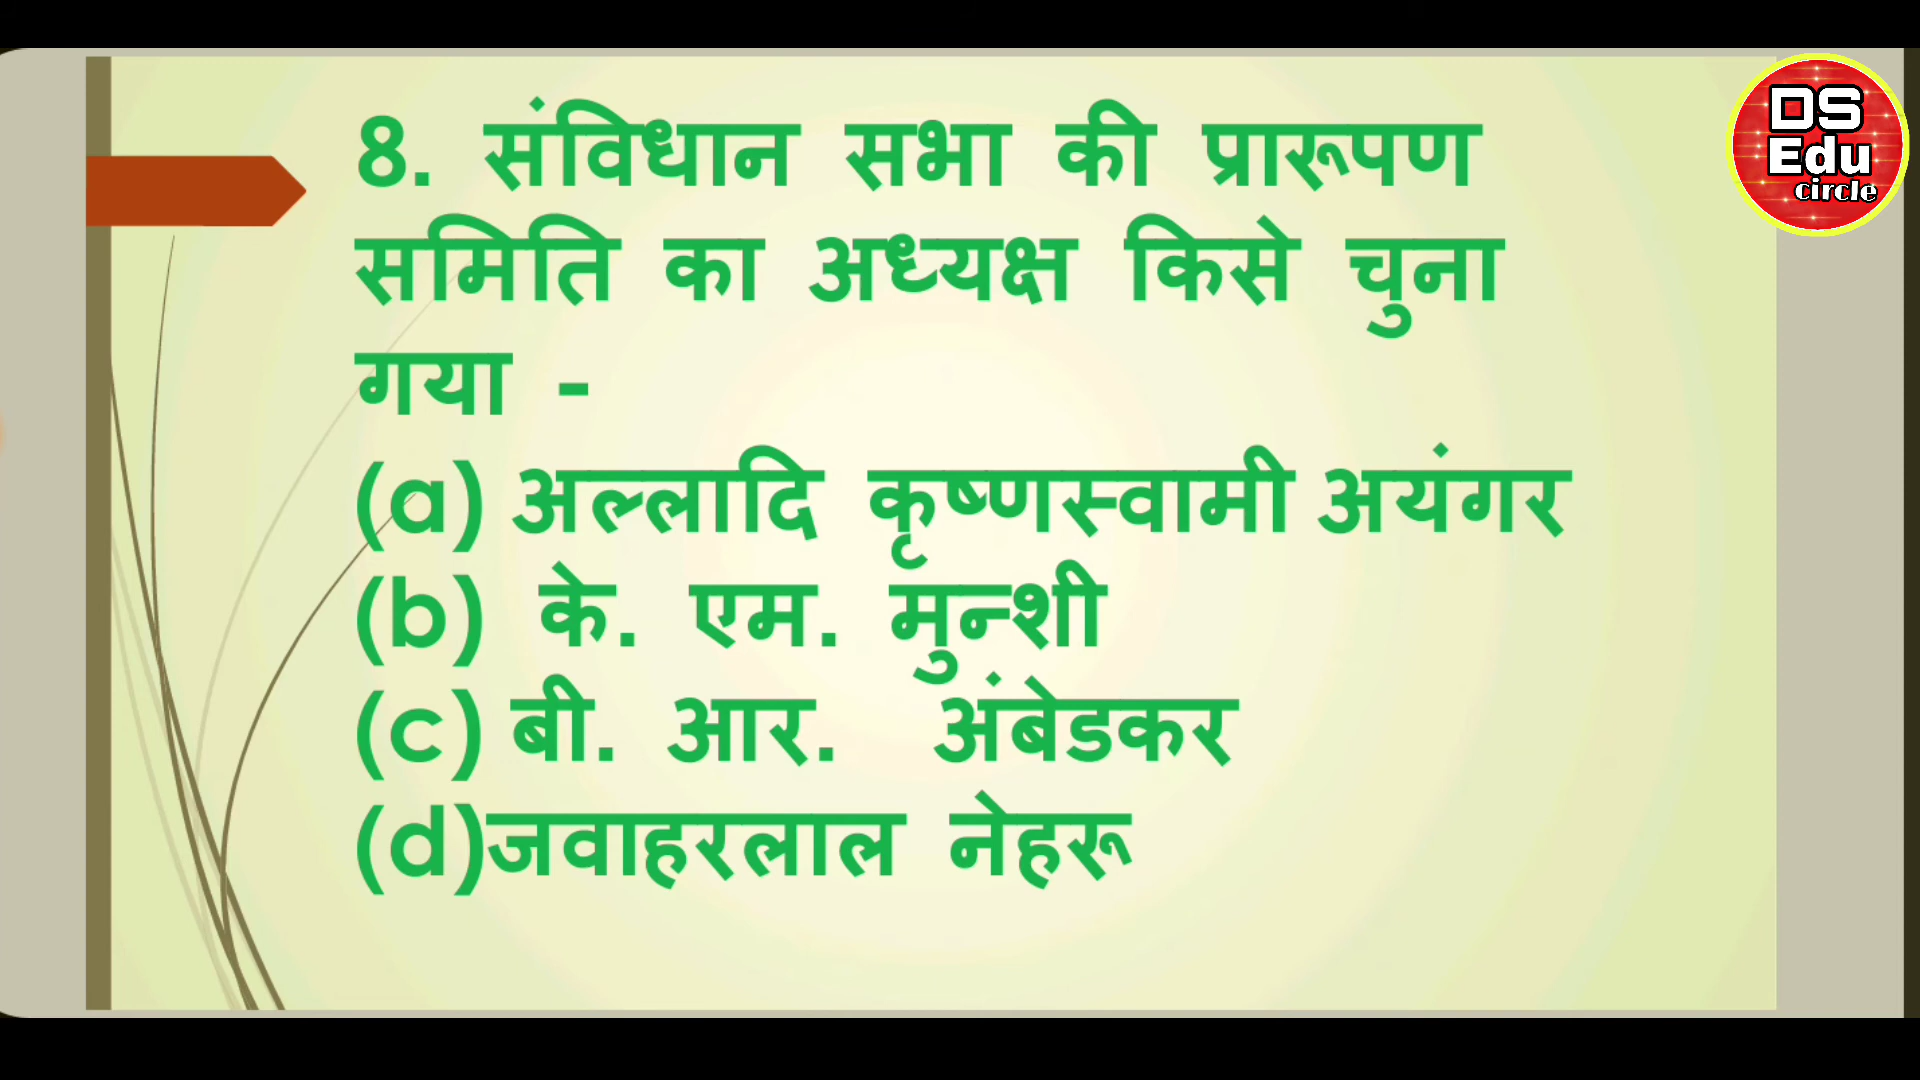 8. संविधान सभा की प्रारूपण
समिति का अध्यक्ष किसे चुना
गया -
(a) अल्लादि कृष्णस्वामी अयंगर
(b) के. एम. मुन्शी
(c) बी. आर. अंबेडकर
(d)जवाहरलाल नेहरू
DS
Edu
circle